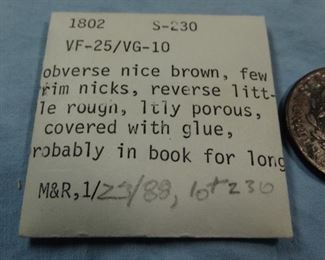 1802 S-230
VF-25/VG-10
obverse nice brown, few
rim nicks, reverse litt-
le rough, ltly porous,
covered with glue,
robably in book for long
M&R,1/23/88, lot 230